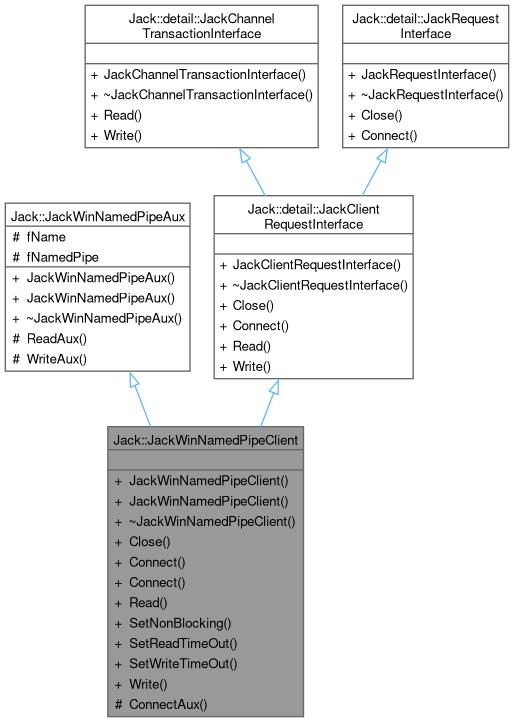 Jack::detail::JackChannel
TransactionInterface
+ JackChannelTransactionInterface()
+ ~JackChannelTransactionInterface()
+ Read()
+ Write()
Jack::detail::JackRequest
Interface
+ JackRequestInterface()
+ ~JackRequestInterface()
+ Close()
+ Connect()
Jack::JackWinNamedPipeAux
# fName
# fNamedPipe
+ JackWinNamedPipeAux()
+ JackWinNamedPipeAux()
+ ~JackWinNamedPipeAux()
# ReadAux()
# WriteAux()
Jack::detail::JackClient
RequestInterface
+ JackClientRequestInterface()
+ ~JackClientRequestInterface()
+ Close()
+ Connect()
+ Read()
+ Write()
Jack::JackWinNamedPipeClient
+ JackWinNamedPipeClient()
+ JackWinNamedPipeClient()
+ ~JackWinNamedPipeClient()
+ Close()
+ Connect()
+ Connect()
+ Read()
+ SetNonBlocking()
+ SetReadTimeOut()
+ SetWriteTimeOut()
+ Write()
# ConnectAux()